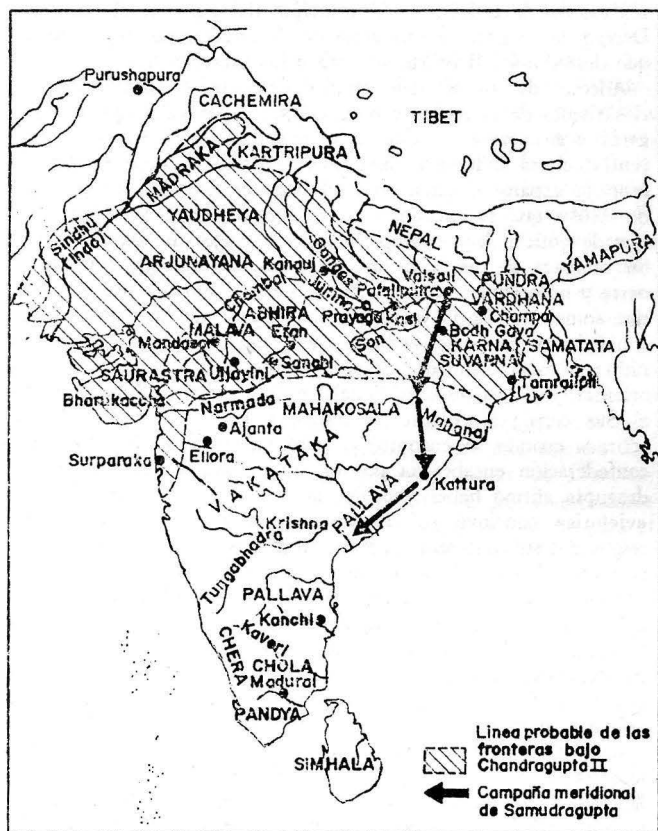 Purushapura
CACHEMIRA
TIBET
KARTRIPURA
MADRAKA
YAUDHEYA
NEPAL
YAMAPURA
Sindhu
(Indo)
ARJUNAYANA
Kanauj
Ganges
Jumna
Pataliputra
Vaisali
PUNDRA
VARDHANA
Champa
Chambal
ABHIRA
Prayaga
Kasi
Bodh Gaya
MALAVA
Eran
Son
KARNA
SUVARNA
SAMATATA
Mandasor
Sanchi
SAURASTRA
Ujjayini
Tamralipti
Bharukaccha
Narmada
MAHAKOSALA
Mahanai
Ajanta
Ellora
Surparaka
VAKATAKA
Kattura
PALLAVA
Krishna
Tungabhadra
PALLAVA
Kanchi
Kaveri
CHERA
CHOLA
Madurai
PANDYA
SIMHALA
Linea probable de las
fronteras bajo
Chandragupta II
Campaña meridional
de Samudragupta